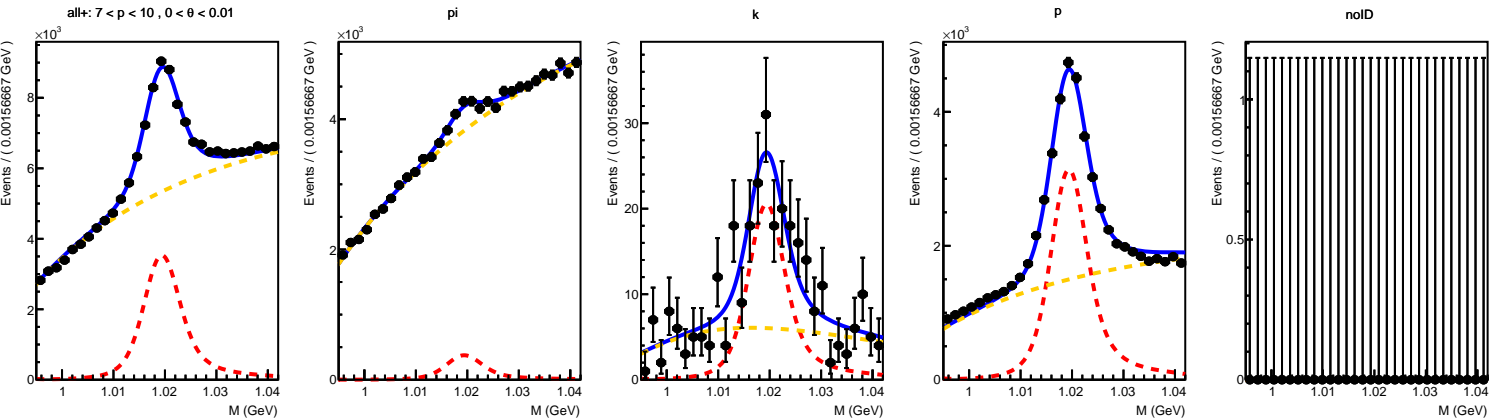 all+: 7 < p < 10 , 0 < θ < 0.01
×10³
Events / ( 0.00156667 GeV )
8
6
4
2
0
1 1.01 1.02 1.03 1.04
M (GeV)
pi
×10³
Events / ( 0.00156667 GeV )
4
2
0
1 1.01 1.02 1.03 1.04
M (GeV)
k
Events / ( 0.00156667 GeV )
30
20
10
0
1 1.01 1.02 1.03 1.04
M (GeV)
p
×10³
Events / ( 0.00156667 GeV )
4
2
0
1 1.01 1.02 1.03 1.04
M (GeV)
noID
Events / ( 0.00156667 GeV )
1
0.5
0
1 1.01 1.02 1.03 1.04
M (GeV)